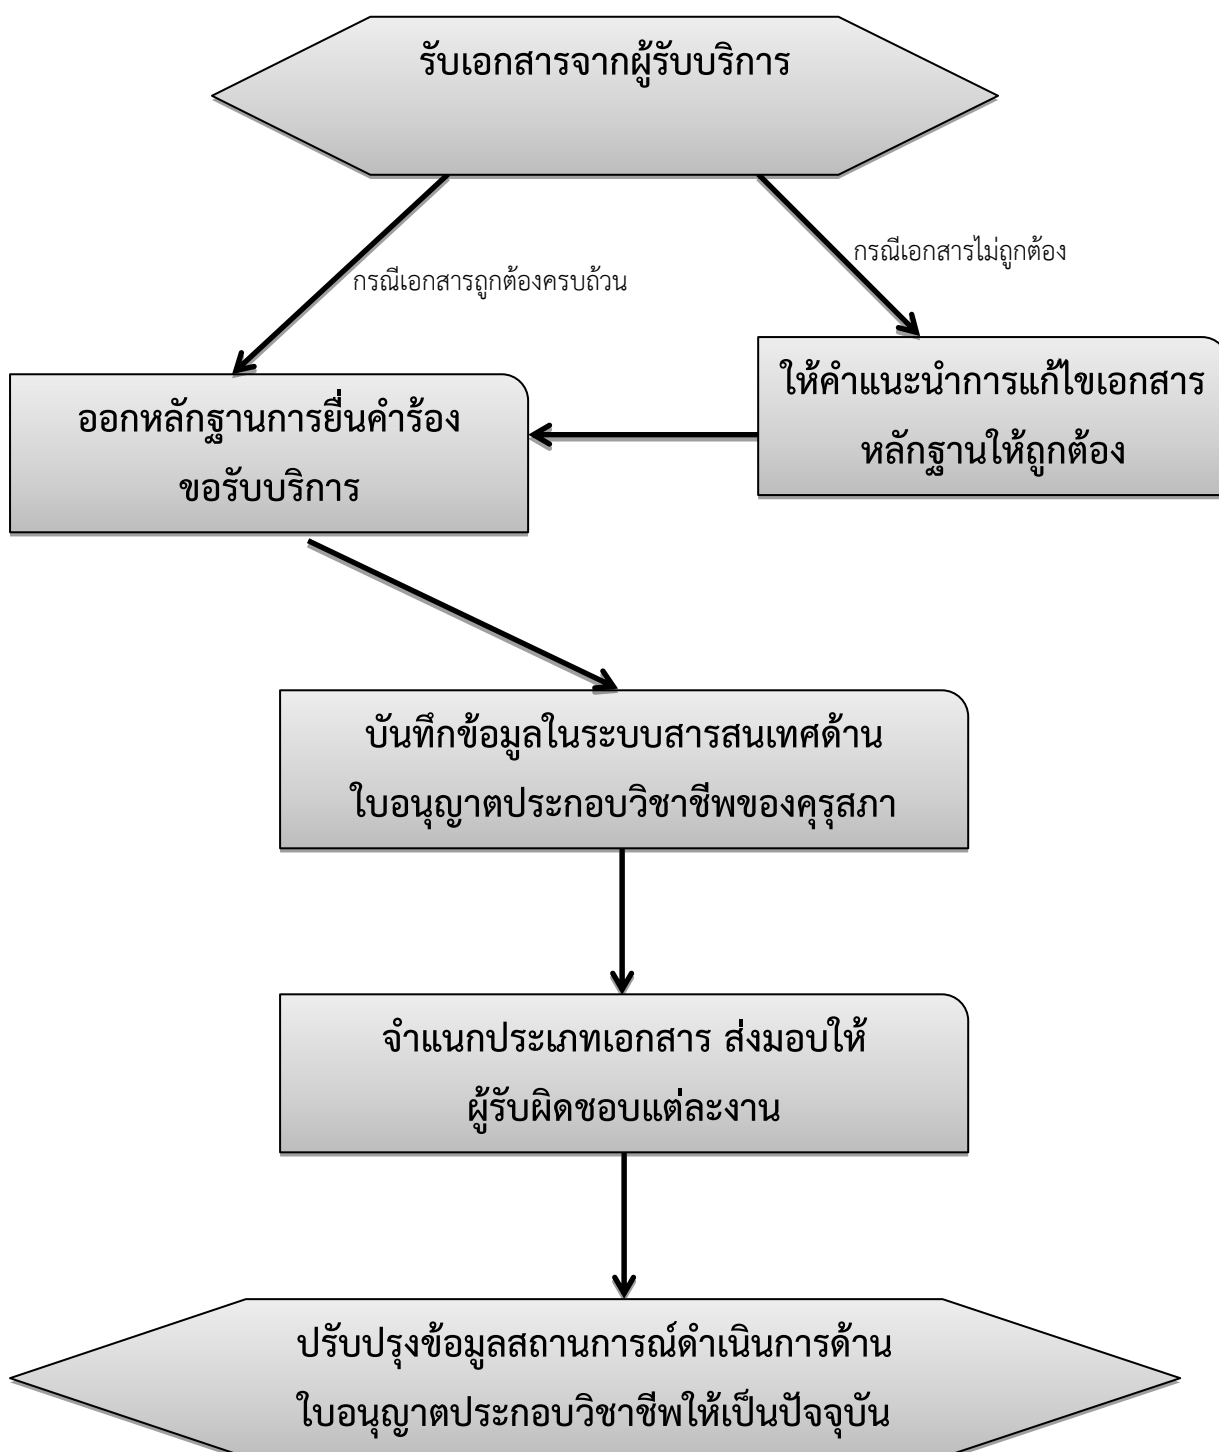 รับเอกสารจากผู้รับบริการ
กรณีเอกสารไม่ถูกต้อง
กรณีเอกสารถูกต้องครบถ้วน
ให้คำแนะนำการแก้ไขเอกสาร
หลักฐานให้ถูกต้อง
ออกหลักฐานการยื่นคำร้อง
ขอรับบริการ
บันทึกข้อมูลในระบบสารสนเทศด้าน
ใบอนุญาตประกอบวิชาชีพของคุรุสภา
จำแนกประเภทเอกสาร ส่งมอบให้
ผู้รับผิดชอบแต่ละงาน
ปรับปรุงข้อมูลสถานการณ์ดำเนินการด้าน
ใบอนุญาตประกอบวิชาชีพให้เป็นปัจจุบัน